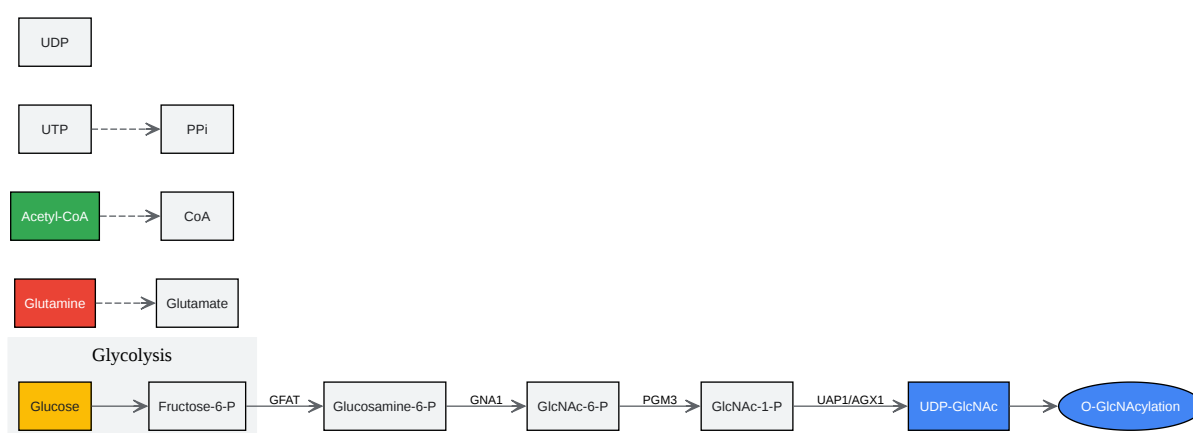 UDP
UTP
PPi
Acetyl-CoA
CoA
Glutamine
Glutamate
Glycolysis
Glucose
Fructose-6-P
GFAT
Glucosamine-6-P
GNA1
GlcNAc-6-P
PGM3
GlcNAc-1-P
UAP1/AGX1
UDP-GlcNAc
O-GlcNAcylation